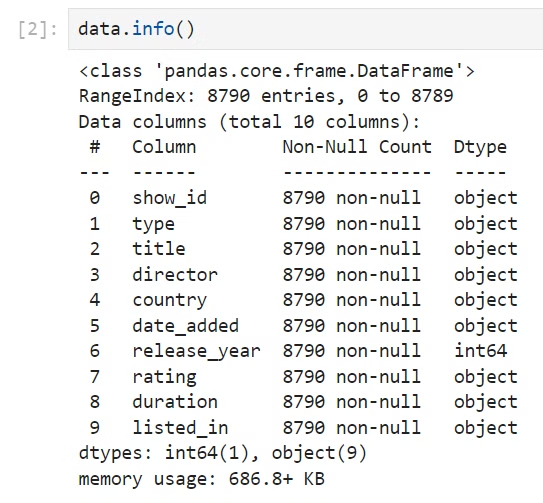 [2]: data.info()
<class 'pandas.core.frame.DataFrame'>
RangeIndex: 8790 entries, 0 to 8789
Data columns (total 10 columns):
 #   Column        Non-Null Count  Dtype
---  ------        --------------  -----
 0   show_id       8790 non-null   object
 1   type          8790 non-null   object
 2   title         8790 non-null   object
 3   director      8790 non-null   object
 4   country       8790 non-null   object
 5   date_added    8790 non-null   object
 6   release_year  8790 non-null   int64
 7   rating        8790 non-null   object
 8   duration      8790 non-null   object
 9   listed_in     8790 non-null   object
dtypes: int64(1), object(9)
memory usage: 686.8+ KB